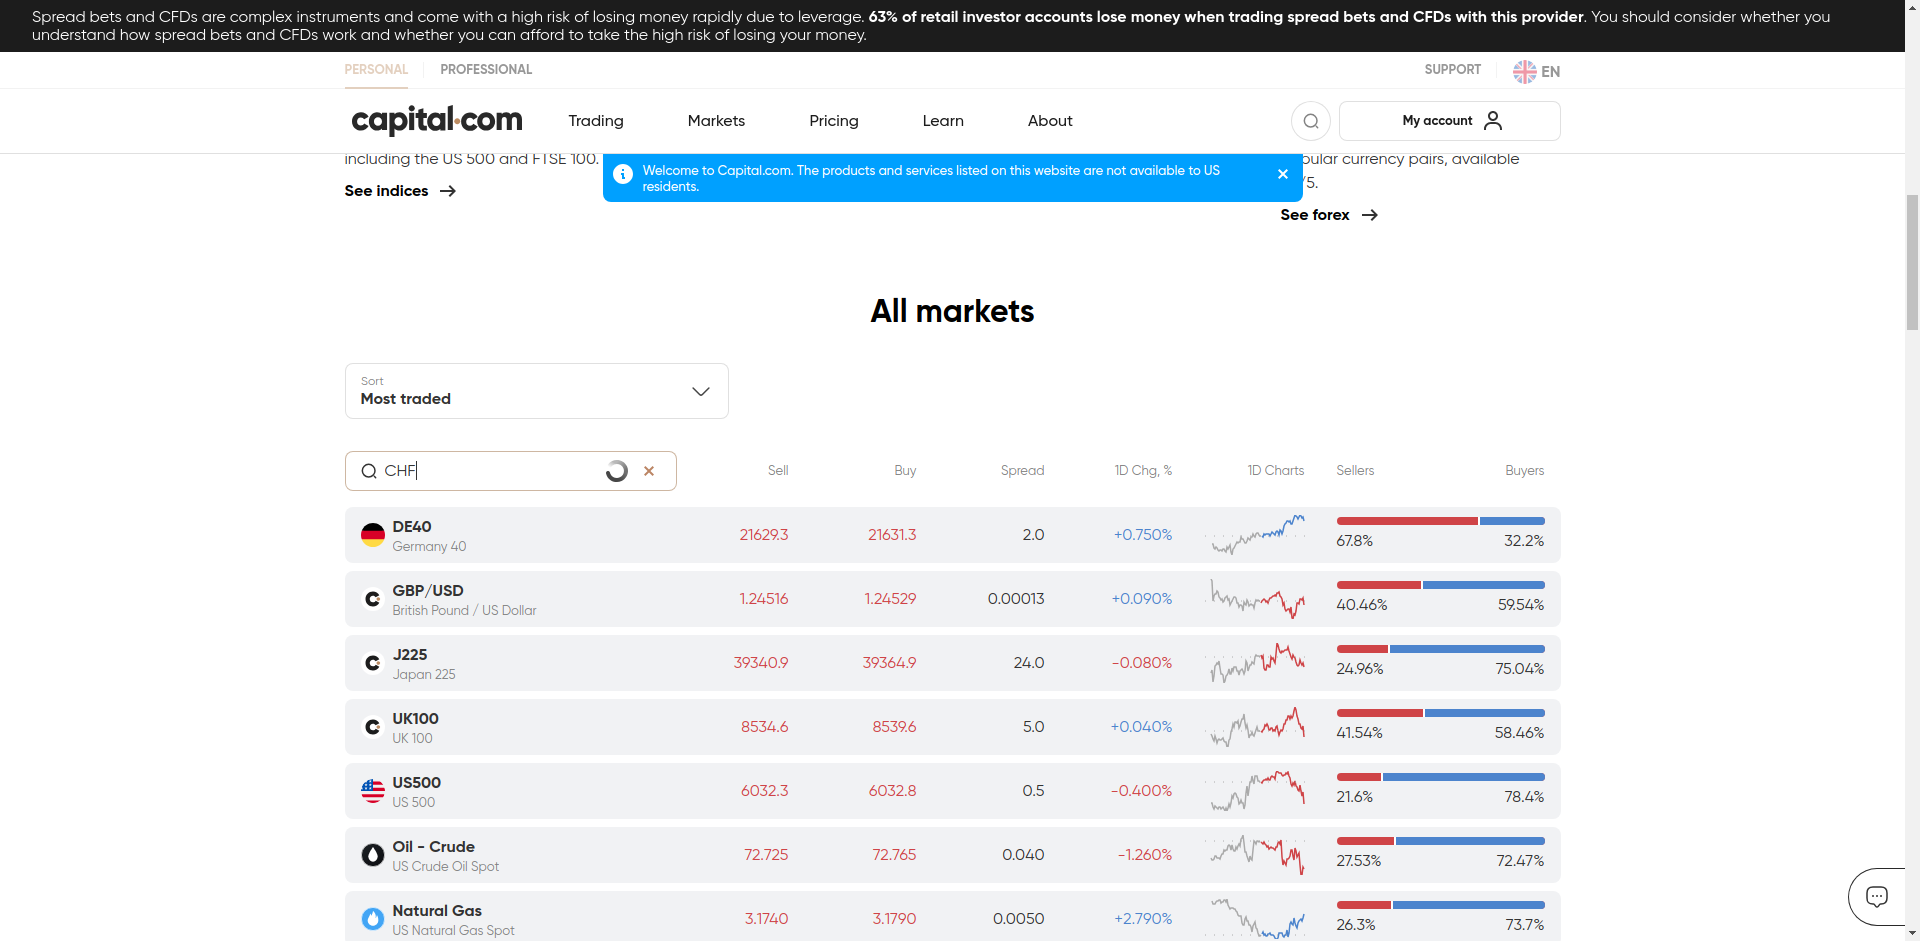 Spread bets and CFDs are complex instruments and come with a high risk of losing money rapidly due to leverage. 63% of retail investor accounts lose money when trading spread bets and CFDs with this provider. You should consider whether you
understand how spread bets and CFDs work and whether you can afford to take the high risk of losing your money.
PERSONAL PROFESSIONAL SUPPORT EN
capital.com Trading Markets Pricing Learn About My account
including the US 500 and FTSE 100.
pular currency pairs, available
/5.
Welcome to Capital.com. The products and services listed on this website are not available to US
residents.
See indices
See forex
All markets
Sort
Most traded
CHF Sell Buy Spread 1D Chg, % 1D Charts Sellers Buyers
DE40
Germany 40
21629.3 21631.3 2.0 +0.750% 67.8% 32.2%
GBP/USD
British Pound / US Dollar
1.24516 1.24529 0.00013 +0.090% 40.46% 59.54%
J225
Japan 225
39340.9 39364.9 24.0 -0.080% 24.96% 75.04%
UK100
UK 100
8534.6 8539.6 5.0 +0.040% 41.54% 58.46%
US500
US 500
6032.3 6032.8 0.5 -0.400% 21.6% 78.4%
Oil - Crude
US Crude Oil Spot
72.725 72.765 0.040 -1.260% 27.53% 72.47%
Natural Gas
US Natural Gas Spot
3.1740 3.1790 0.0050 +2.790% 26.3% 73.7%